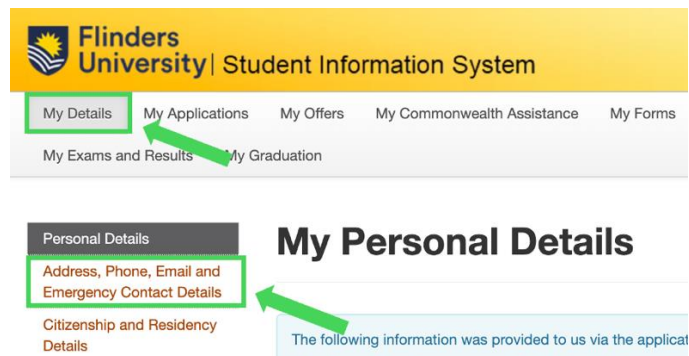 Flinders
University | Student Information System
My Details My Applications My Offers My Commonwealth Assistance My Forms
My Exams and Results My Graduation
Personal Details
My Personal Details
Address, Phone, Email and
Emergency Contact Details
Citizenship and Residency
Details
The following information was provided to us via the applicat